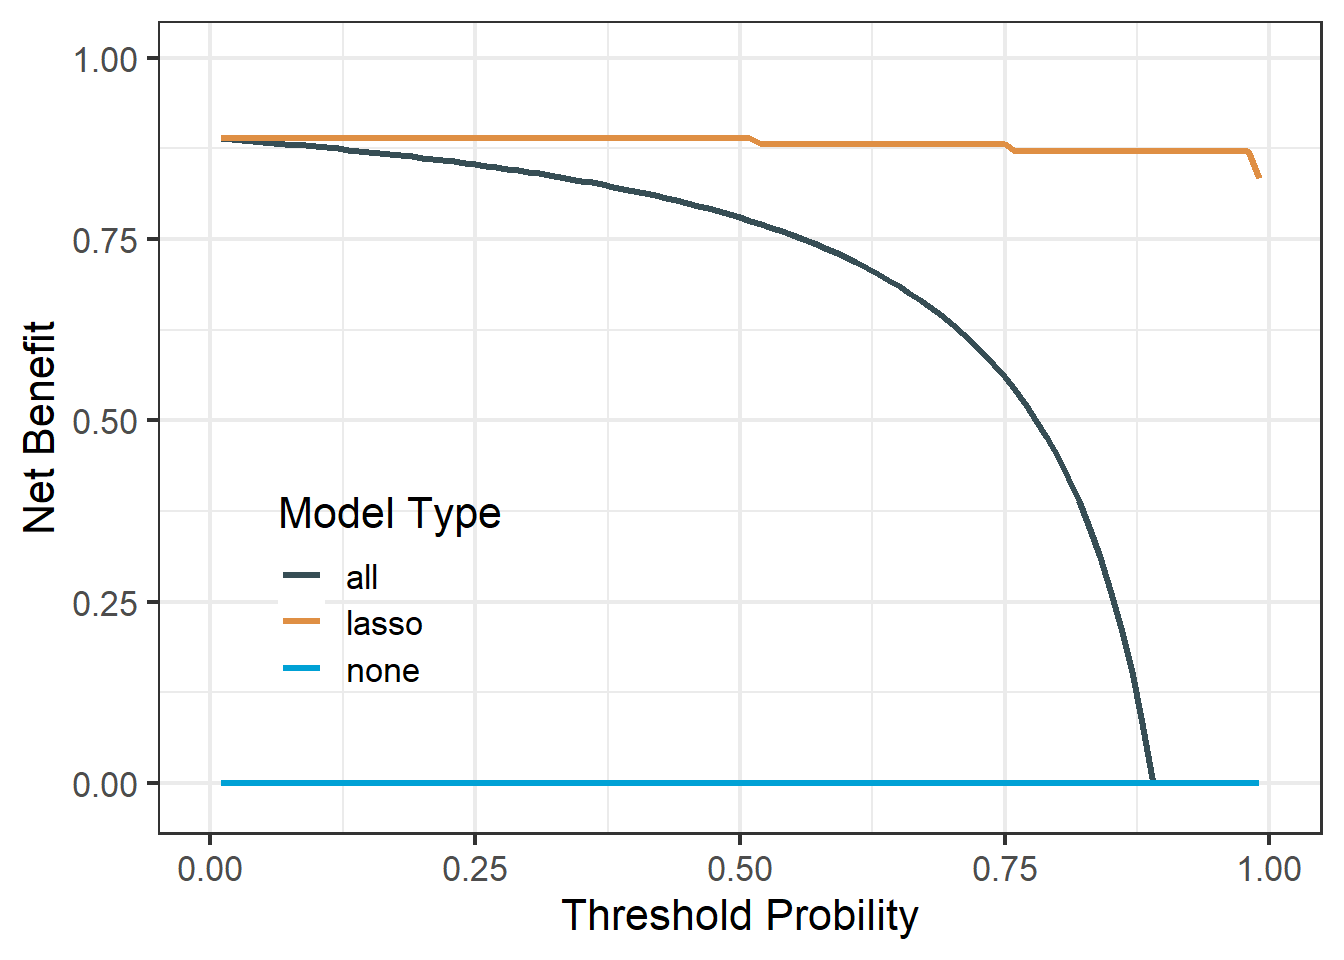 1.00
0.75
0.50
0.25
0.00
Net Benefit
Model Type
all
lasso
none
0.00 0.25 0.50 0.75 1.00
Threshold Probility